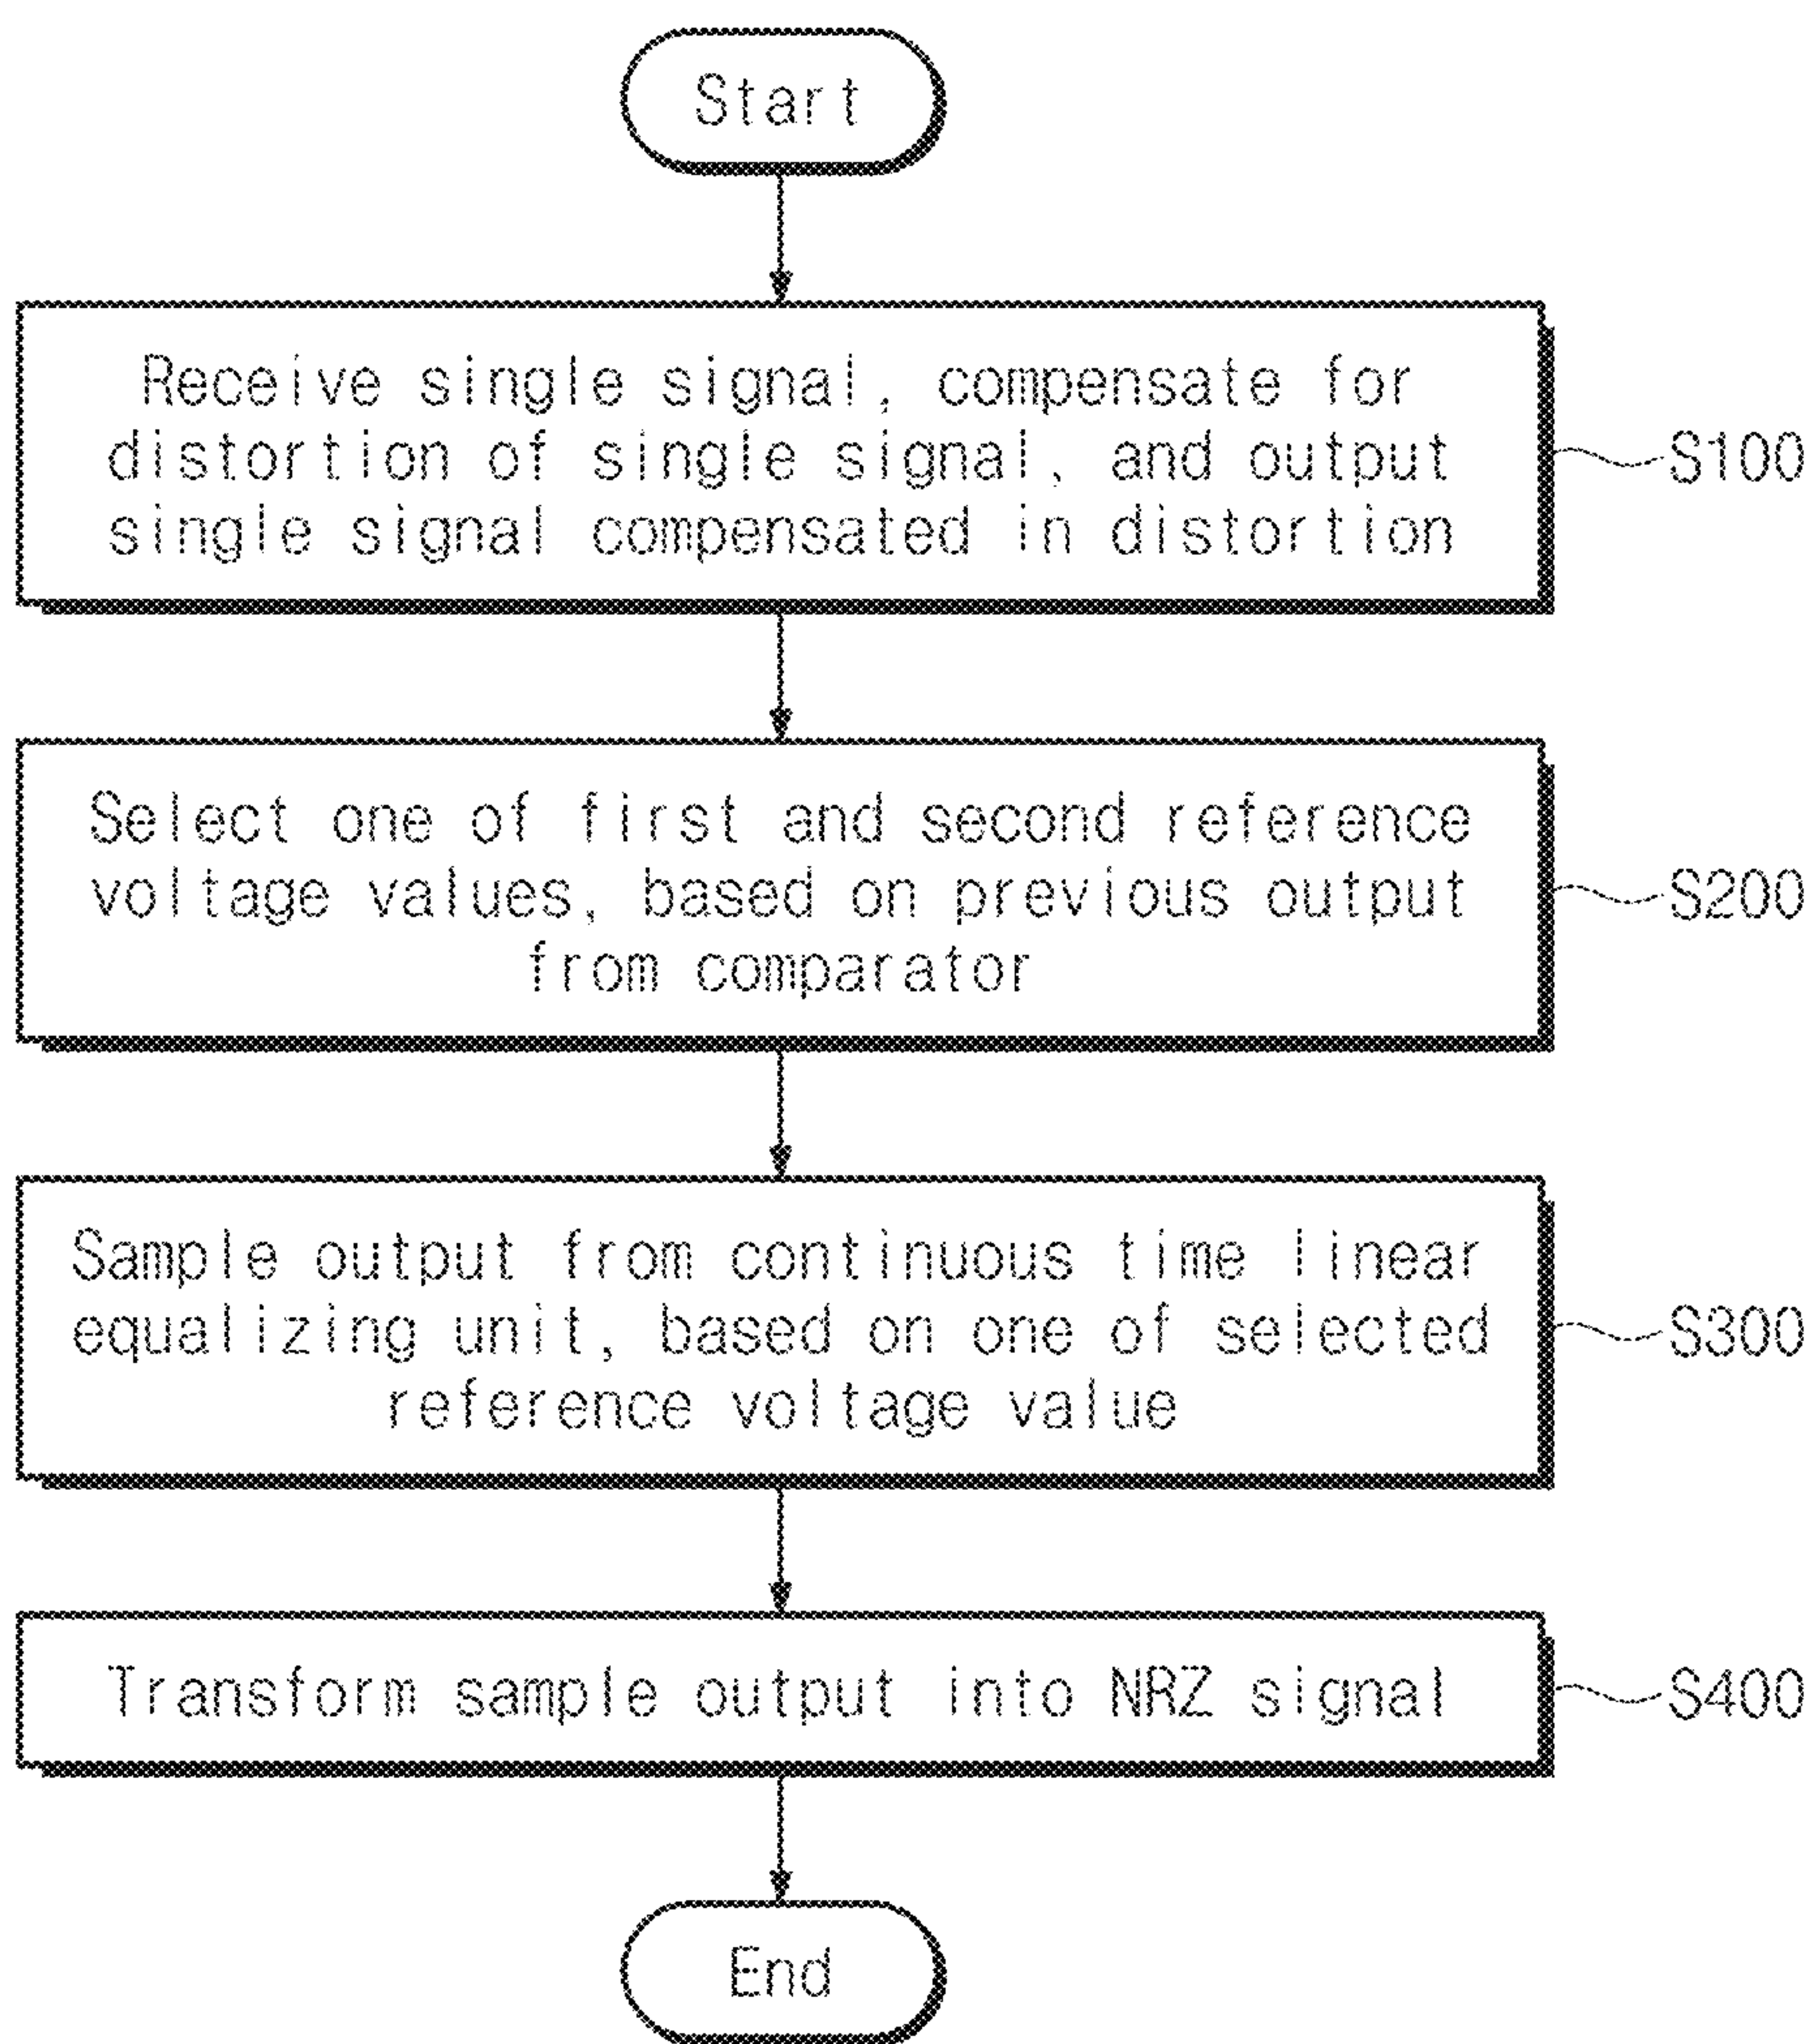 Start
Receive single signal, compensate for
distortion of single signal, and output
single signal compensated in distortion
S100
Select one of first and second reference
voltage values, based on previous output
from comparator
S200
Sample output from continuous time linear
equalizing unit, based on one of selected
reference voltage value
S300
Transform sample output into NRZ signal
S400
End